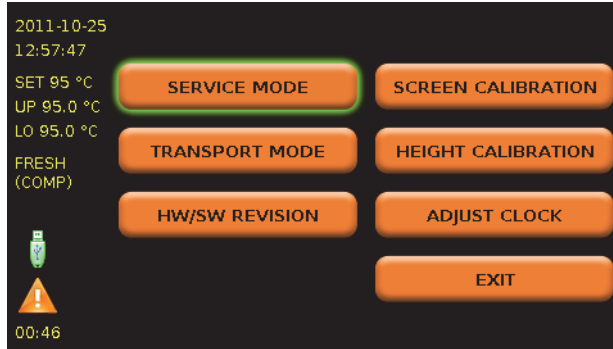 2011-10-25
12:57:47
SET 95 °C
UP 95.0 °C
LO 95.0 °C
FRESH
(COMP)
00:46
SERVICE MODE
SCREEN CALIBRATION
TRANSPORT MODE
HEIGHT CALIBRATION
HW/SW REVISION
ADJUST CLOCK
EXIT